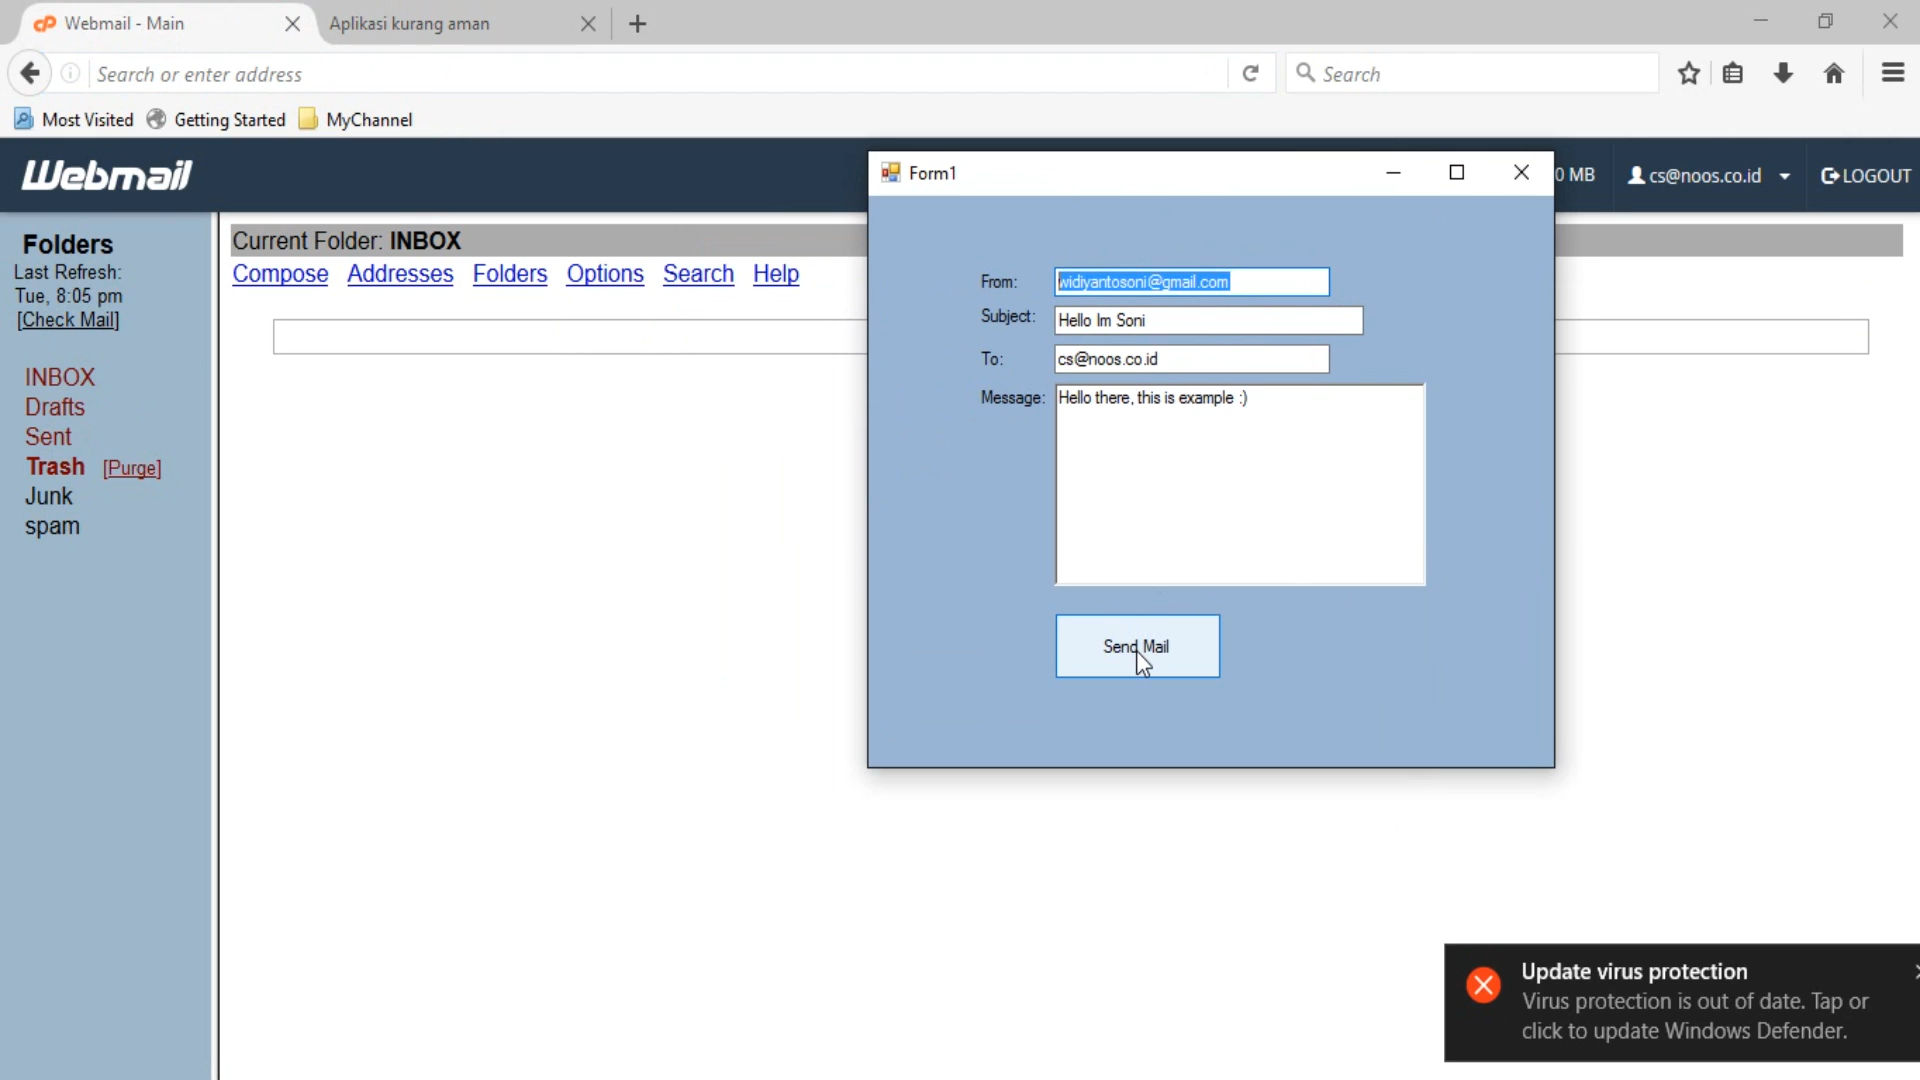 Webmail - Main
Aplikasi kurang aman
Search or enter address
Search
Most Visited
Getting Started
MyChannel
Webmail
0 MB
cs@noos.co.id
LOGOUT
Folders
Last Refresh:
Tue, 8:05 pm
[Check Mail]
INBOX
Drafts
Sent
Trash [Purge]
Junk
spam
Current Folder: INBOX
Compose Addresses Folders Options Search Help
Form1
From: widiyantosoni@gmail.com
Subject: Hello Im Soni
To: cs@noos.co.id
Message: Hello there, this is example :)
Send Mail
Update virus protection
Virus protection is out of date. Tap or
click to update Windows Defender.